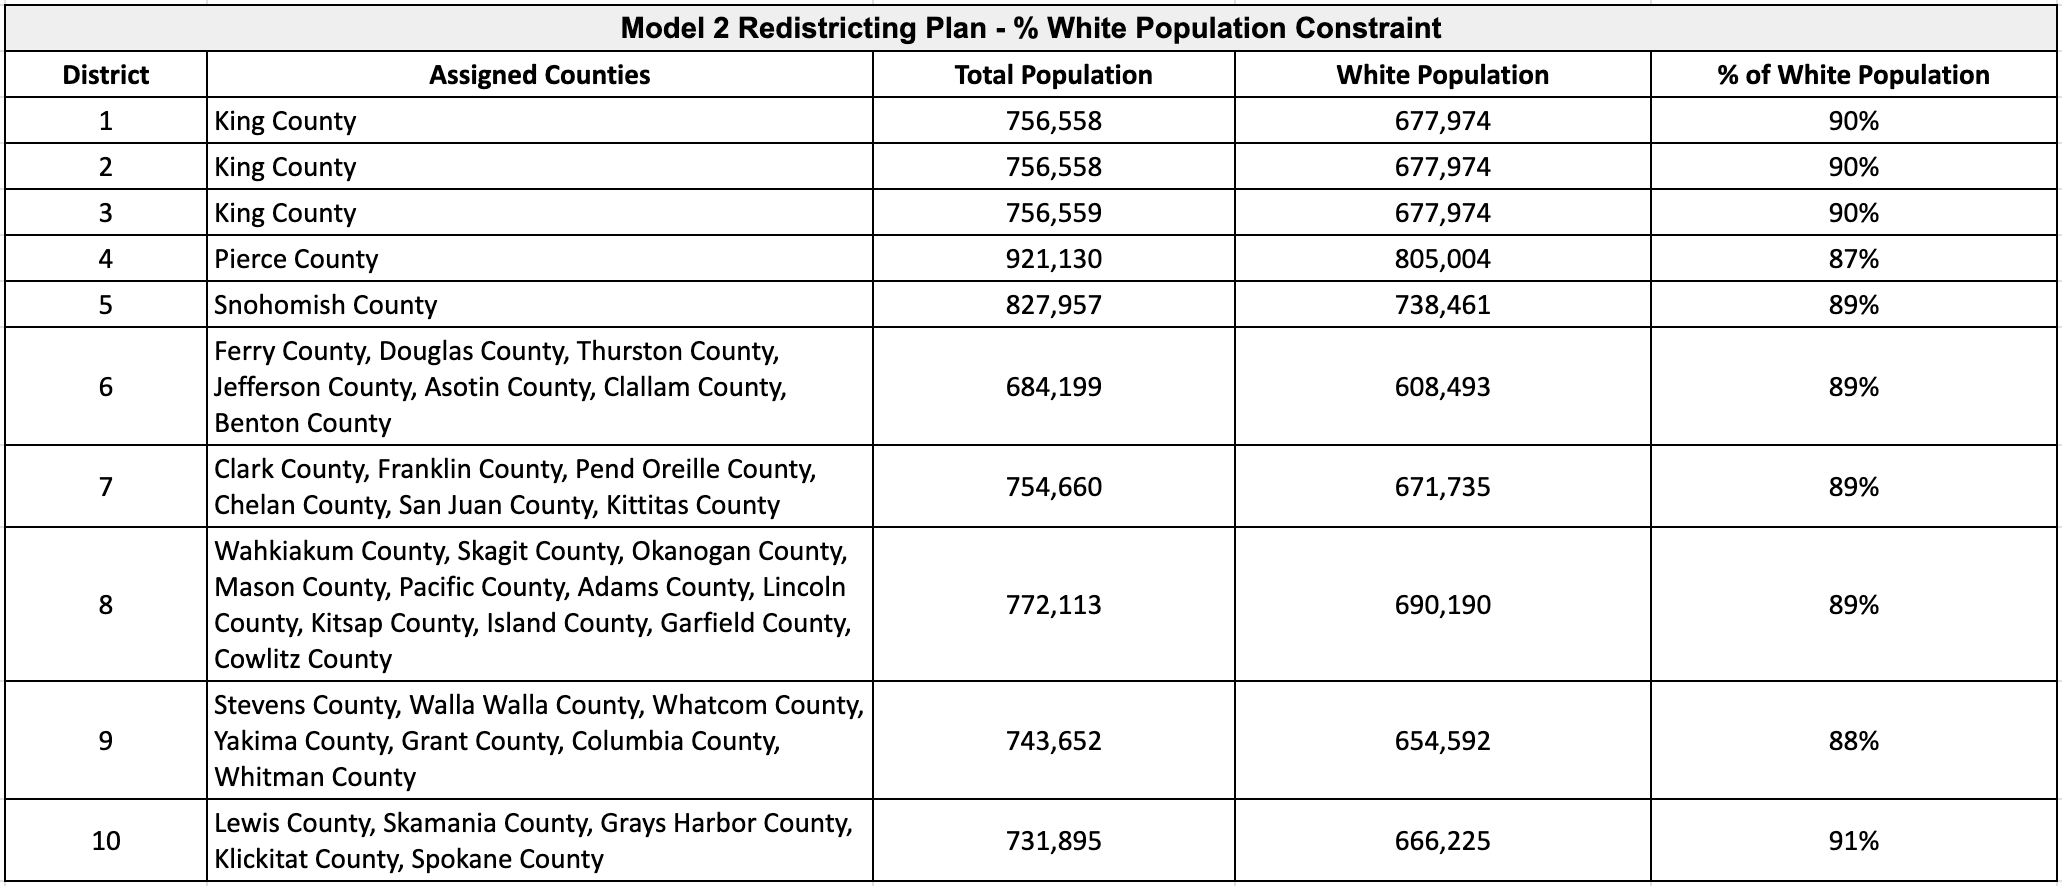 Model 2 Redistricting Plan - % White Population Constraint
District Assigned Counties Total Population White Population % of White Population
1 King County 756,558 677,974 90%
2 King County 756,558 677,974 90%
3 King County 756,559 677,974 90%
4 Pierce County 921,130 805,004 87%
5 Snohomish County 827,957 738,461 89%
Ferry County, Douglas County, Thurston County,
6 Jefferson County, Asotin County, Clallam County, 684,199 608,493 89%
Benton County
7 Clark County, Franklin County, Pend Oreille County, 754,660 671,735 89%
Chelan County, San Juan County, Kittitas County
Wahkiakum County, Skagit County, Okanogan County,
Mason County, Pacific County, Adams County, Lincoln
8 County, Kitsap County, Island County, Garfield County, 772,113 690,190 89%
Cowlitz County
Stevens County, Walla Walla County, Whatcom County,
9 Yakima County, Grant County, Columbia County, 743,652 654,592 88%
Whitman County
10 Lewis County, Skamania County, Grays Harbor County, 731,895 666,225 91%
Klickitat County, Spokane County